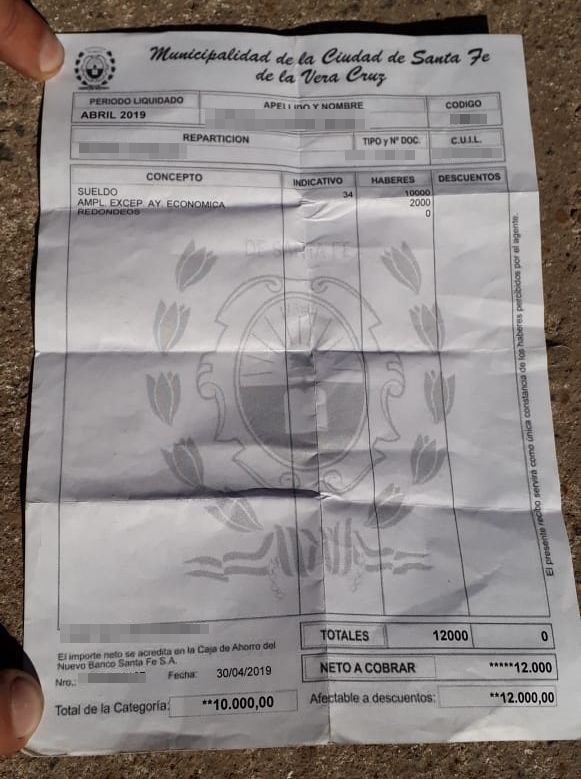 Municipalidad de la Ciudad de Santa Fe
de la Vera Cruz
PERIODO LIQUIDADO APELLIDO Y NOMBRE CODIGO
ABRIL 2019
REPARTICION TIPO y Nº DOC. C.U.I.L.
CONCEPTO INDICATIVO HABERES DESCUENTOS
SUELDO 34 10000
AMPL. EXCEP. AY. ECONOMICA 2000
REDONDEOS 0
DE SANTA FE
El presente recibo servirá como única constancia de los haberes percibidos por el agente.
TOTALES 12000 0
El importe neto se acredita en la Caja de Ahorro del
Nuevo Banco Santa Fe S.A.
NETO A COBRAR *****12.000
Nro.: Fecha: 30/04/2019
Total de la Categoría: **10.000,00
Afectable a descuentos: **12.000,00